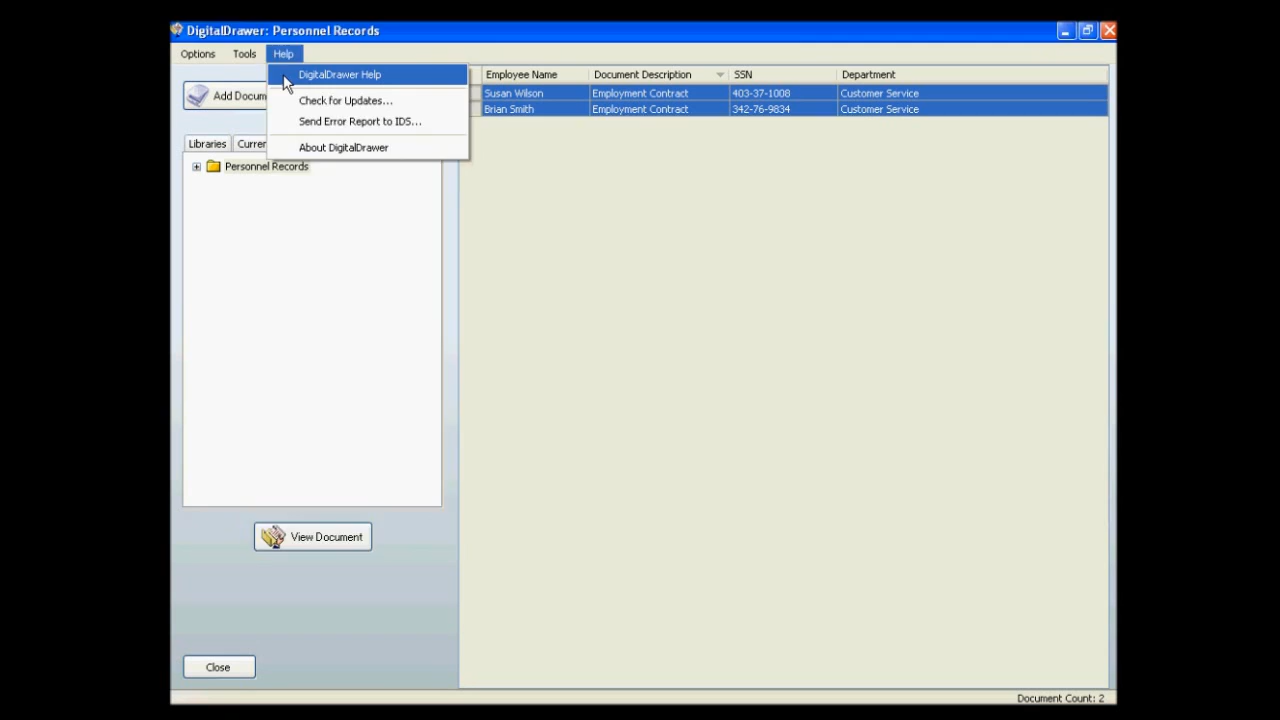 DigitalDrawer: Personnel Records
Options Tools Help
DigitalDrawer Help
Check for Updates...
Send Error Report to IDS...
About DigitalDrawer
Add Docum
Libraries Curren
Personnel Records
Employee Name Document Description SSN Department
Susan Wilson Employment Contract 403-37-1008 Customer Service
Brian Smith Employment Contract 342-76-9834 Customer Service
View Document
Close
Document Count: 2